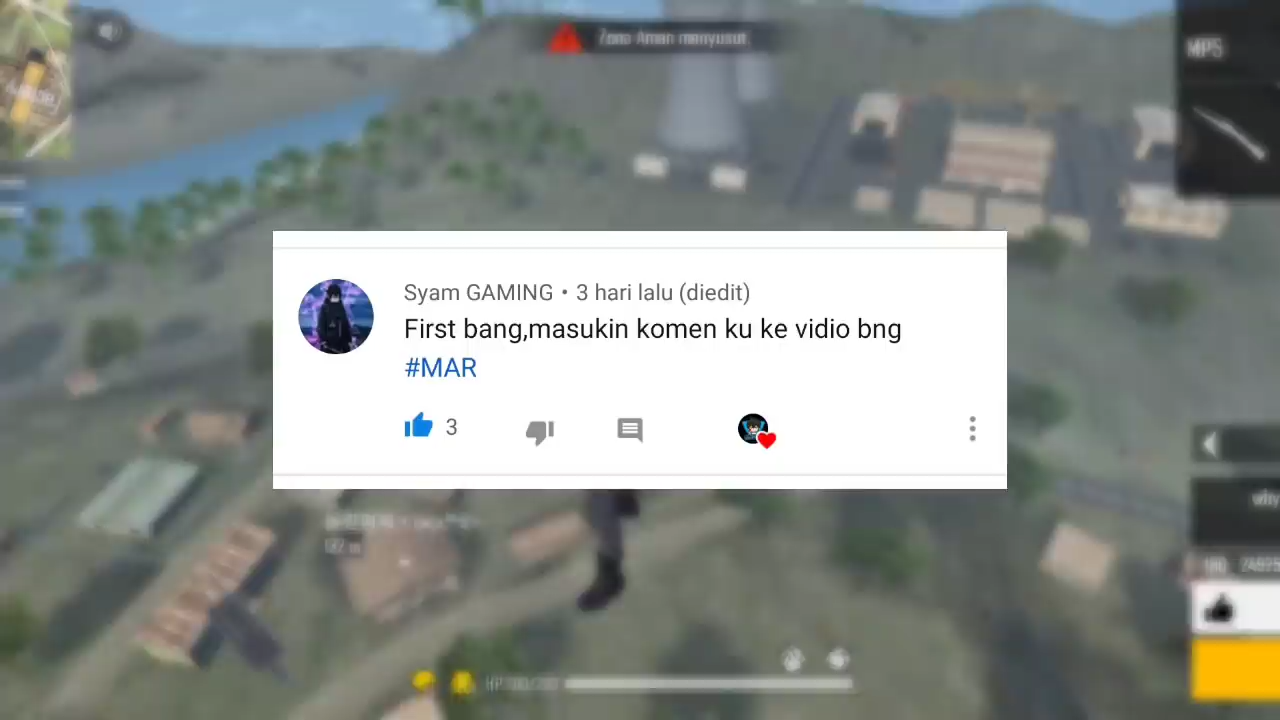 Zona Aman menyusut.
MP5
Syam GAMING • 3 hari lalu (diedit)
First bang,masukin komen ku ke vidio bng
#MAR
3